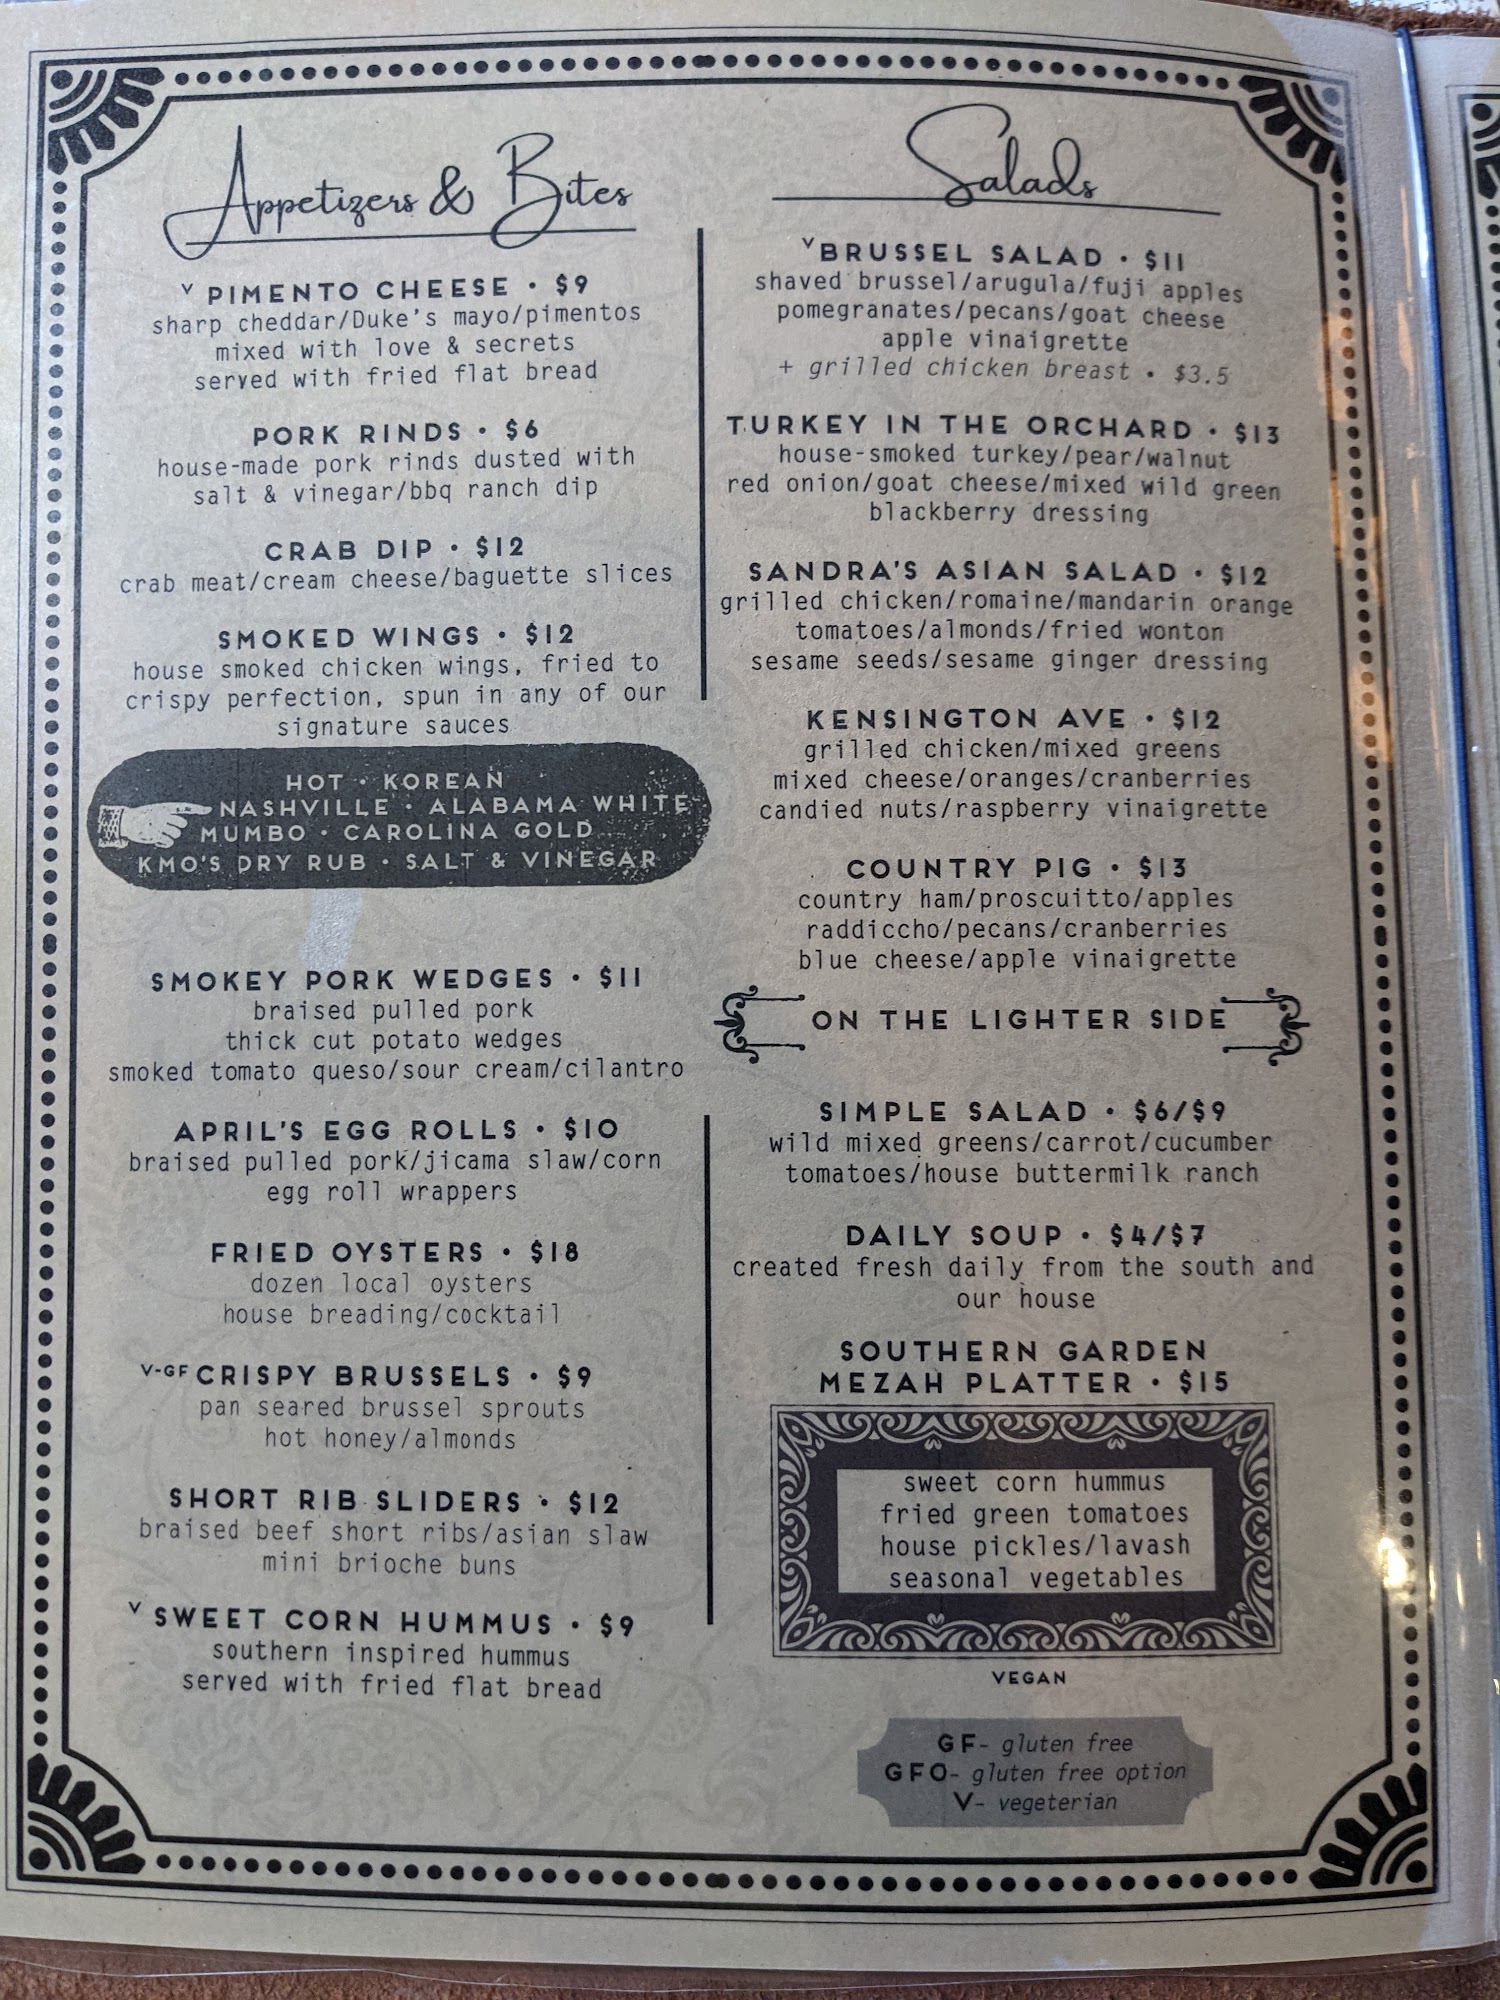 Appetizers & Bites
V PIMENTO CHEESE • $9
sharp cheddar/Duke's mayo/pimentos
mixed with love & secrets
served with fried flat bread
PORK RINDS • $6
house-made pork rinds dusted with
salt & vinegar/bbq ranch dip
CRAB DIP • $12
crab meat/cream cheese/baguette slices
SMOKED WINGS • $12
house smoked chicken wings, fried to
crispy perfection, spun in any of our
signature sauces
HOT • KOREAN
NASHVILLE • ALABAMA WHITE
MUMBO • CAROLINA GOLD
KMO'S DRY RUB • SALT & VINEGAR
SMOKEY PORK WEDGES • $11
braised pulled pork
thick cut potato wedges
smoked tomato queso/sour cream/cilantro
APRIL'S EGG ROLLS • $10
braised pulled pork/jicama slaw/corn
egg roll wrappers
FRIED OYSTERS • $18
dozen local oysters
house breading/cocktail
V-GF CRISPY BRUSSELS • $9
pan seared brussel sprouts
hot honey/almonds
SHORT RIB SLIDERS • $12
braised beef short ribs/asian slaw
mini brioche buns
V SWEET CORN HUMMUS • $9
southern inspired hummus
served with fried flat bread
Salads
V BRUSSEL SALAD • $11
shaved brussel/arugula/fuji apples
pomegranates/pecans/goat cheese
apple vinaigrette
+ grilled chicken breast • $3.5
TURKEY IN THE ORCHARD • $13
house-smoked turkey/pear/walnut
red onion/goat cheese/mixed wild green
blackberry dressing
SANDRA'S ASIAN SALAD • $12
grilled chicken/romaine/mandarin orange
tomatoes/almonds/fried wonton
sesame seeds/sesame ginger dressing
KENSINGTON AVE • $12
grilled chicken/mixed greens
mixed cheese/oranges/cranberries
candied nuts/raspberry vinaigrette
COUNTRY PIG • $13
country ham/proscuitto/apples
raddiccho/pecans/cranberries
blue cheese/apple vinaigrette
ON THE LIGHTER SIDE
SIMPLE SALAD • $6/$9
wild mixed greens/carrot/cucumber
tomatoes/house buttermilk ranch
DAILY SOUP • $4/$7
created fresh daily from the south and
our house
SOUTHERN GARDEN
MEZAH PLATTER • $15
sweet corn hummus
fried green tomatoes
house pickles/lavash
seasonal vegetables
VEGAN
GF- gluten free
GFO- gluten free option
V- vegeterian